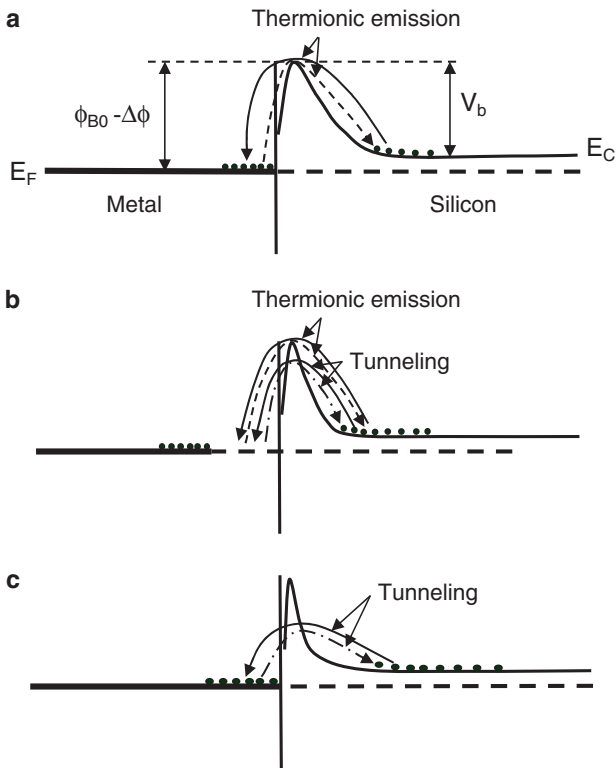 a
Thermionic emission
ϕB0 -Δϕ
Vb
EF
EC
Metal
Silicon
b
Thermionic emission
Tunneling
c
Tunneling